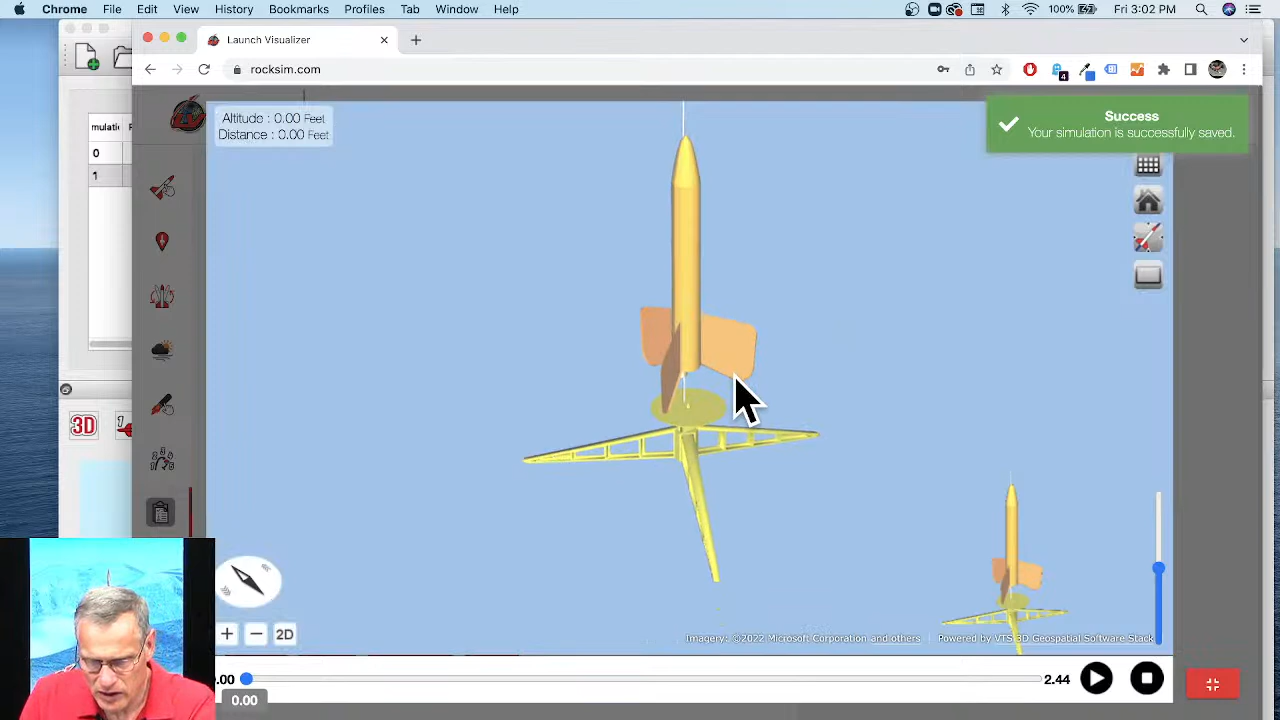 Chrome File Edit View History Bookmarks Profiles Tab Window Help
100% Fri 3:02 PM
Launch Visualizer
rocksim.com
4
Altitude : 0.00 Feet
Distance : 0.00 Feet
Success
Your simulation is successfully saved.
mulati
0
1
3D
2D
Imagery: ©2022 Microsoft Corporation and others
Powered by VTS 3D Geospatial Software Stack
.00
2.44
0.00